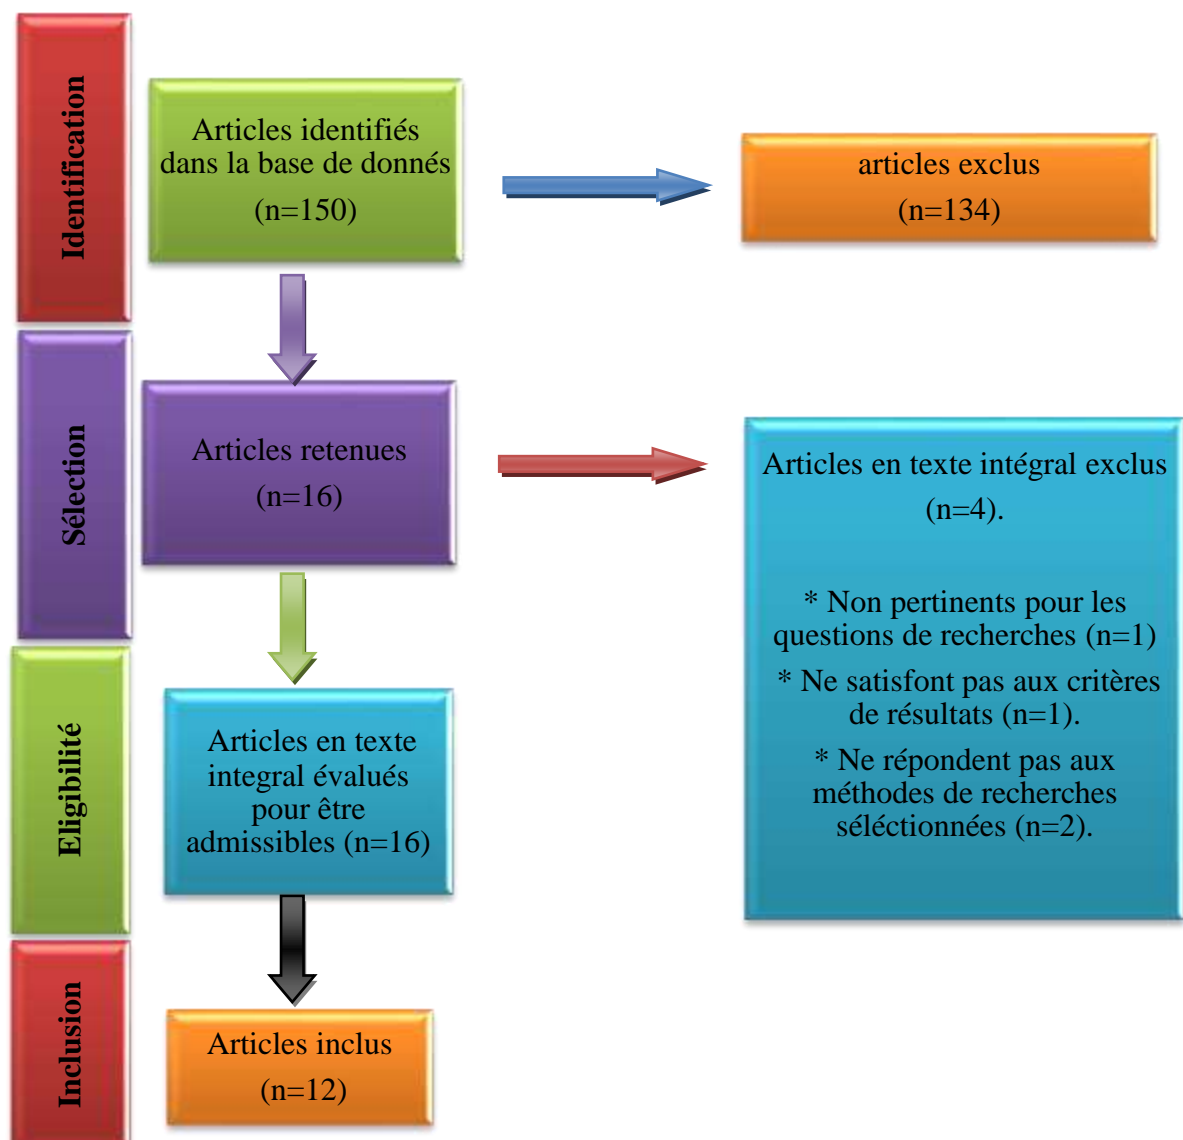 Identification
Articles identifiés
dans la base de donnés
(n=150)
articles exclus
(n=134)
Sélection
Articles retenues
(n=16)
Articles en texte intégral exclus
(n=4).
* Non pertinents pour les
questions de recherches (n=1)
* Ne satisfont pas aux critères
de résultats (n=1).
* Ne répondent pas aux
méthodes de recherches
séléctionnées (n=2).
Eligibilité
Articles en texte
integral évalués
pour être
admissibles (n=16)
Inclusion
Articles inclus
(n=12)